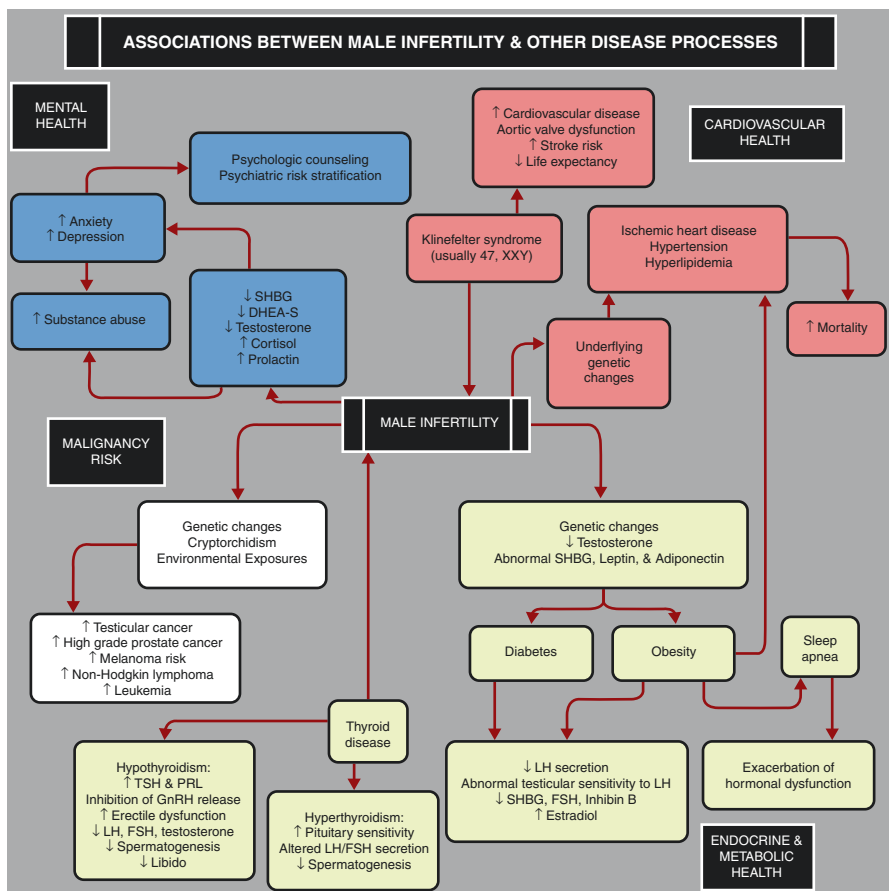 ASSOCIATIONS BETWEEN MALE INFERTILITY & OTHER DISEASE PROCESSES
MENTAL
HEALTH
Psychologic counseling
Psychiatric risk stratification
↑ Anxiety
↑ Depression
↑ Substance abuse
↓ SHBG
↓ DHEA-S
↓ Testosterone
↑ Cortisol
↑ Prolactin
CARDIOVASCULAR
HEALTH
↑ Cardiovascular disease
Aortic valve dysfunction
↑ Stroke risk
↓ Life expectancy
Klinefelter syndrome
(usually 47, XXY)
Ischemic heart disease
Hypertension
Hyperlipidemia
↑ Mortality
Underflying
genetic
changes
MALE INFERTILITY
MALIGNANCY
RISK
Genetic changes
Cryptorchidism
Environmental Exposures
↑ Testicular cancer
↑ High grade prostate cancer
↑ Melanoma risk
↑ Non-Hodgkin lymphoma
↑ Leukemia
Genetic changes
↓ Testosterone
Abnormal SHBG, Leptin, & Adiponectin
Diabetes
Obesity
Sleep
apnea
Thyroid
disease
Hypothyroidism:
↑ TSH & PRL
Inhibition of GnRH release
↑ Erectile dysfunction
↓ LH, FSH, testosterone
↓ Spermatogenesis
↓ Libido
Hyperthyroidism:
↑ Pituitary sensitivity
Altered LH/FSH secretion
↓ Spermatogenesis
↓ LH secretion
Abnormal testicular sensitivity to LH
↓ SHBG, FSH, Inhibin B
↑ Estradiol
Exacerbation of
hormonal dysfunction
ENDOCRINE &
METABOLIC
HEALTH